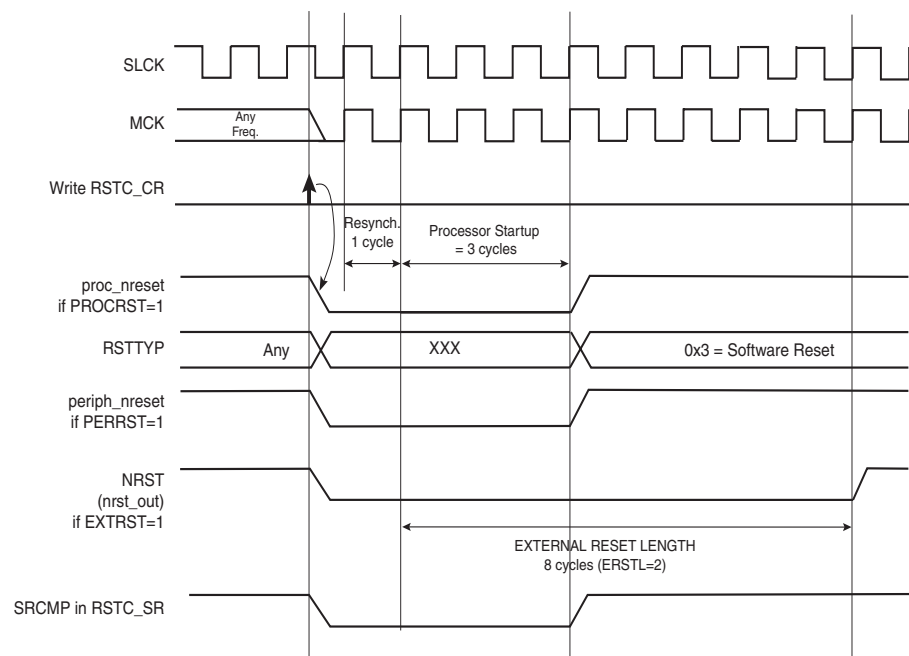 SLCK
MCK
Any
Freq.
Write RSTC_CR
Resynch.
1 cycle
Processor Startup
= 3 cycles
proc_nreset
if PROCRST=1
RSTTYP
Any
XXX
0x3 = Software Reset
periph_nreset
if PERRST=1
NRST
(nrst_out)
if EXTRST=1
EXTERNAL RESET LENGTH
8 cycles (ERSTL=2)
SRCMP in RSTC_SR